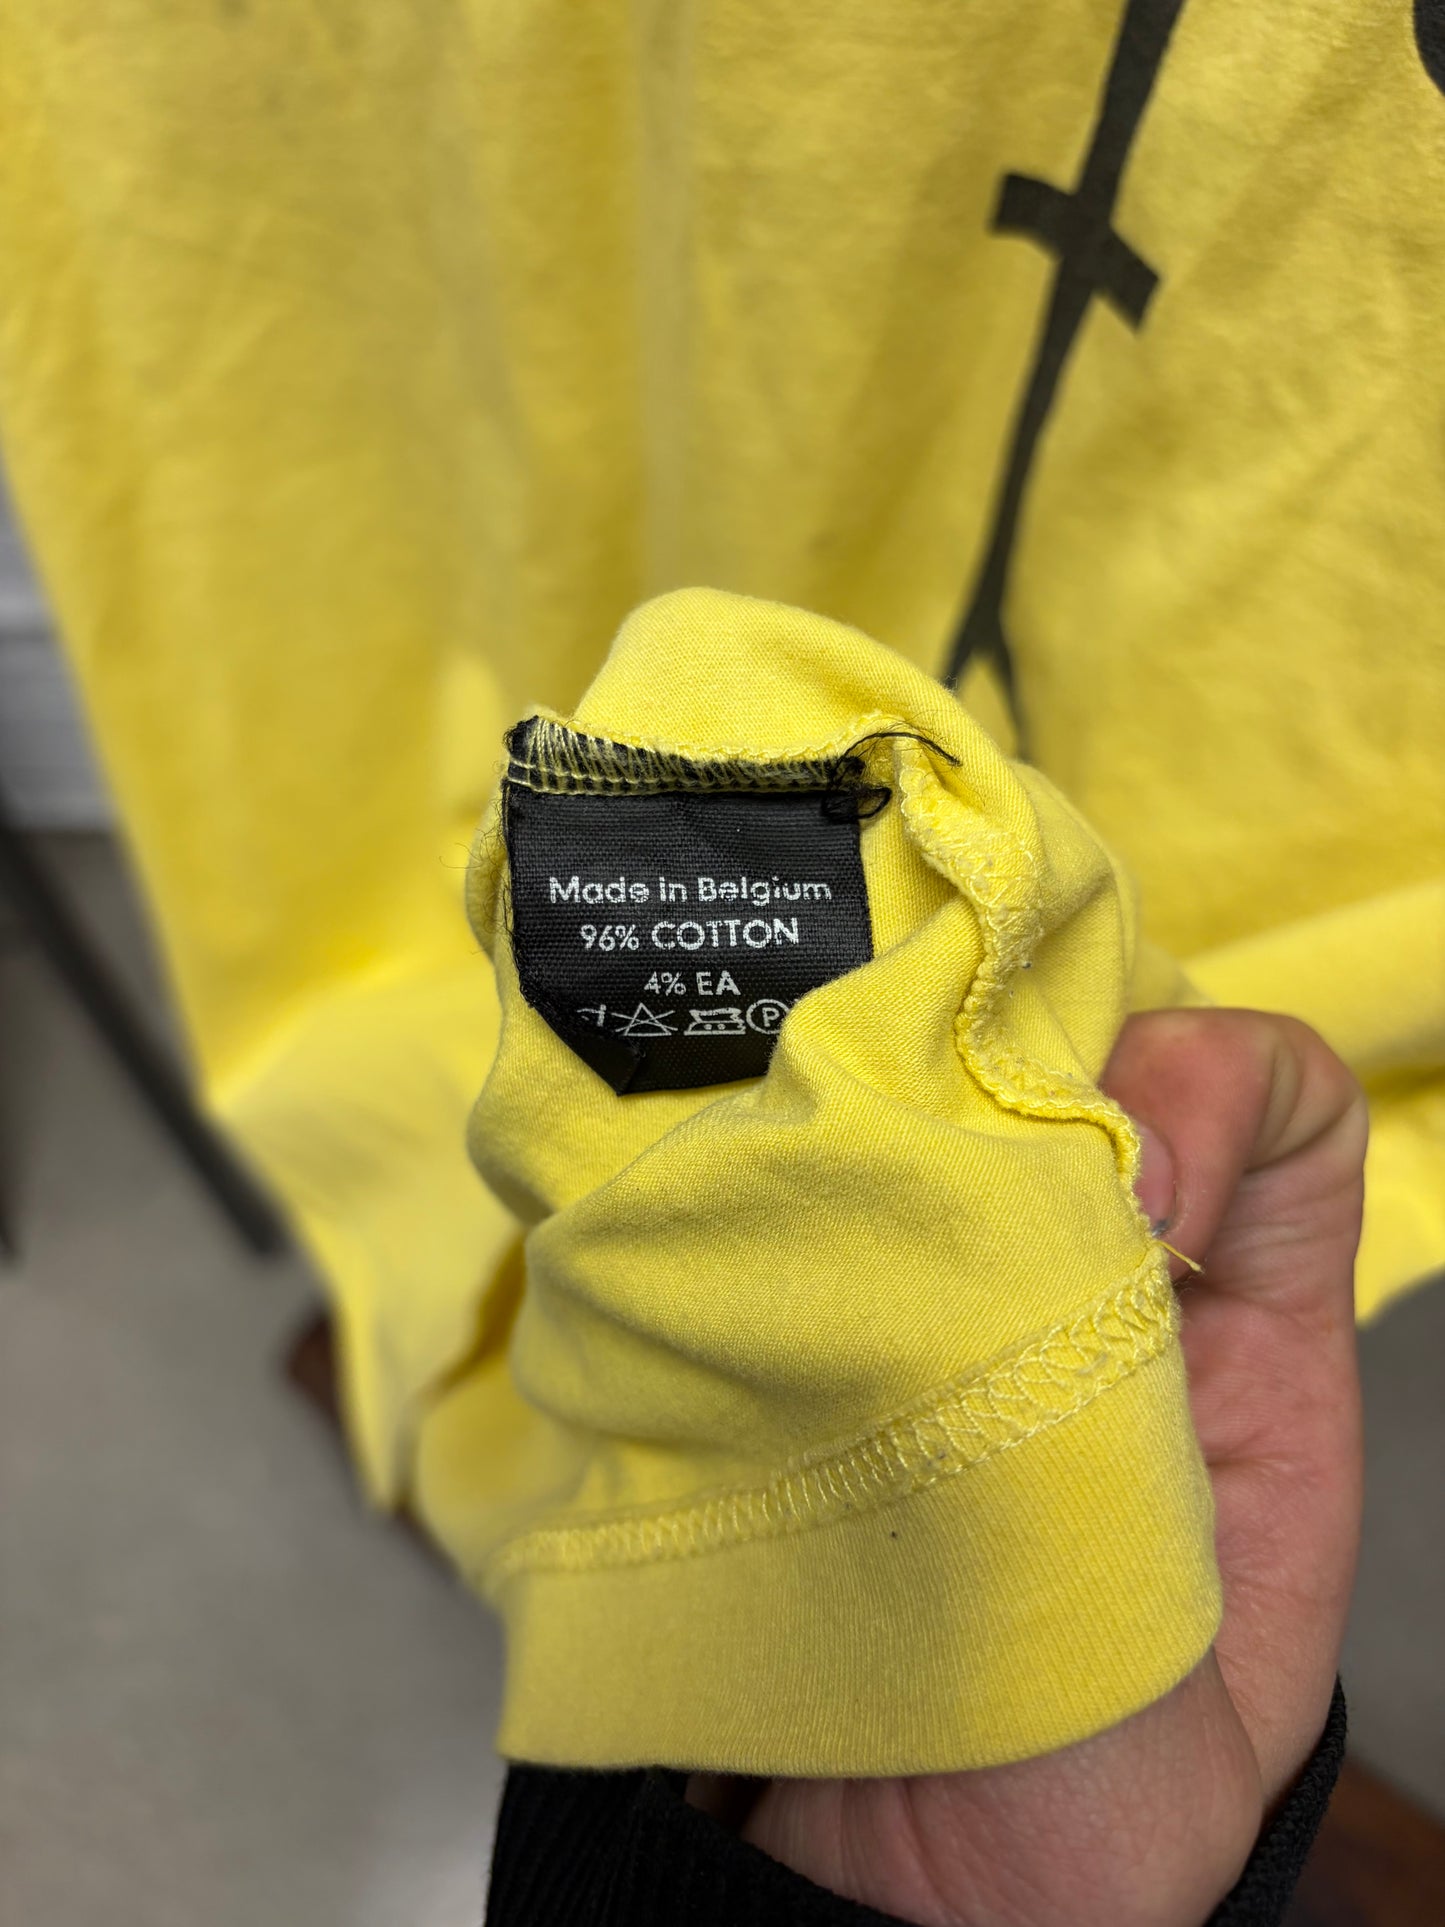 Made in Belgium
96% COTTON
4% EA
P